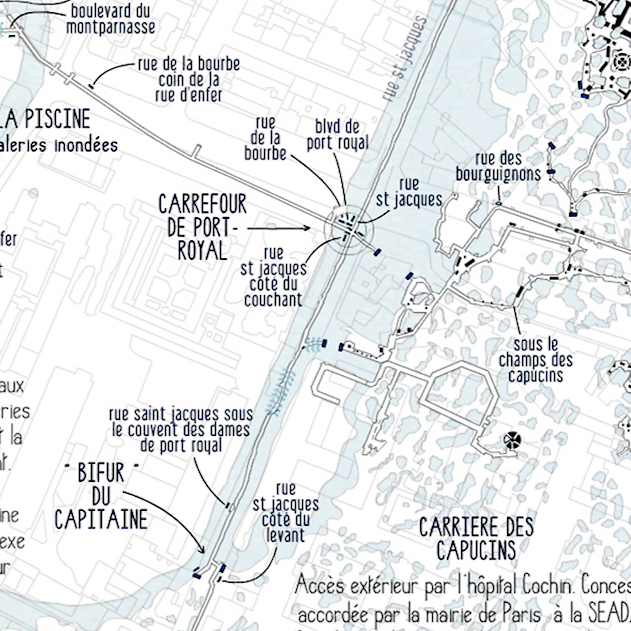 boulevard du
montparnasse
rue st jacques
rue de la bourbe
coin de la
rue d'enfer
LA PISCINE
aleries inondées
rue
de la
bourbe
blvd de
port royal
rue des
bourguignons
rue
st jacques
CARREFOUR
DE PORT-
ROYAL
fer
rue
st jacques
côté du
couchant
t
sous le
champs des
capucins
aux
ries
t la
nt.
rue saint jacques sous
le couvent des dames
de port royal
" BIFUR "
DU
CAPITAINE
rue
st jacques
côté du
levant
ine
exe
ur
CARRIERE DES
CAPUCINS
Accès extérieur par l'hôpital Cochin. Conces
accordée par la mairie de Paris à la SEAD